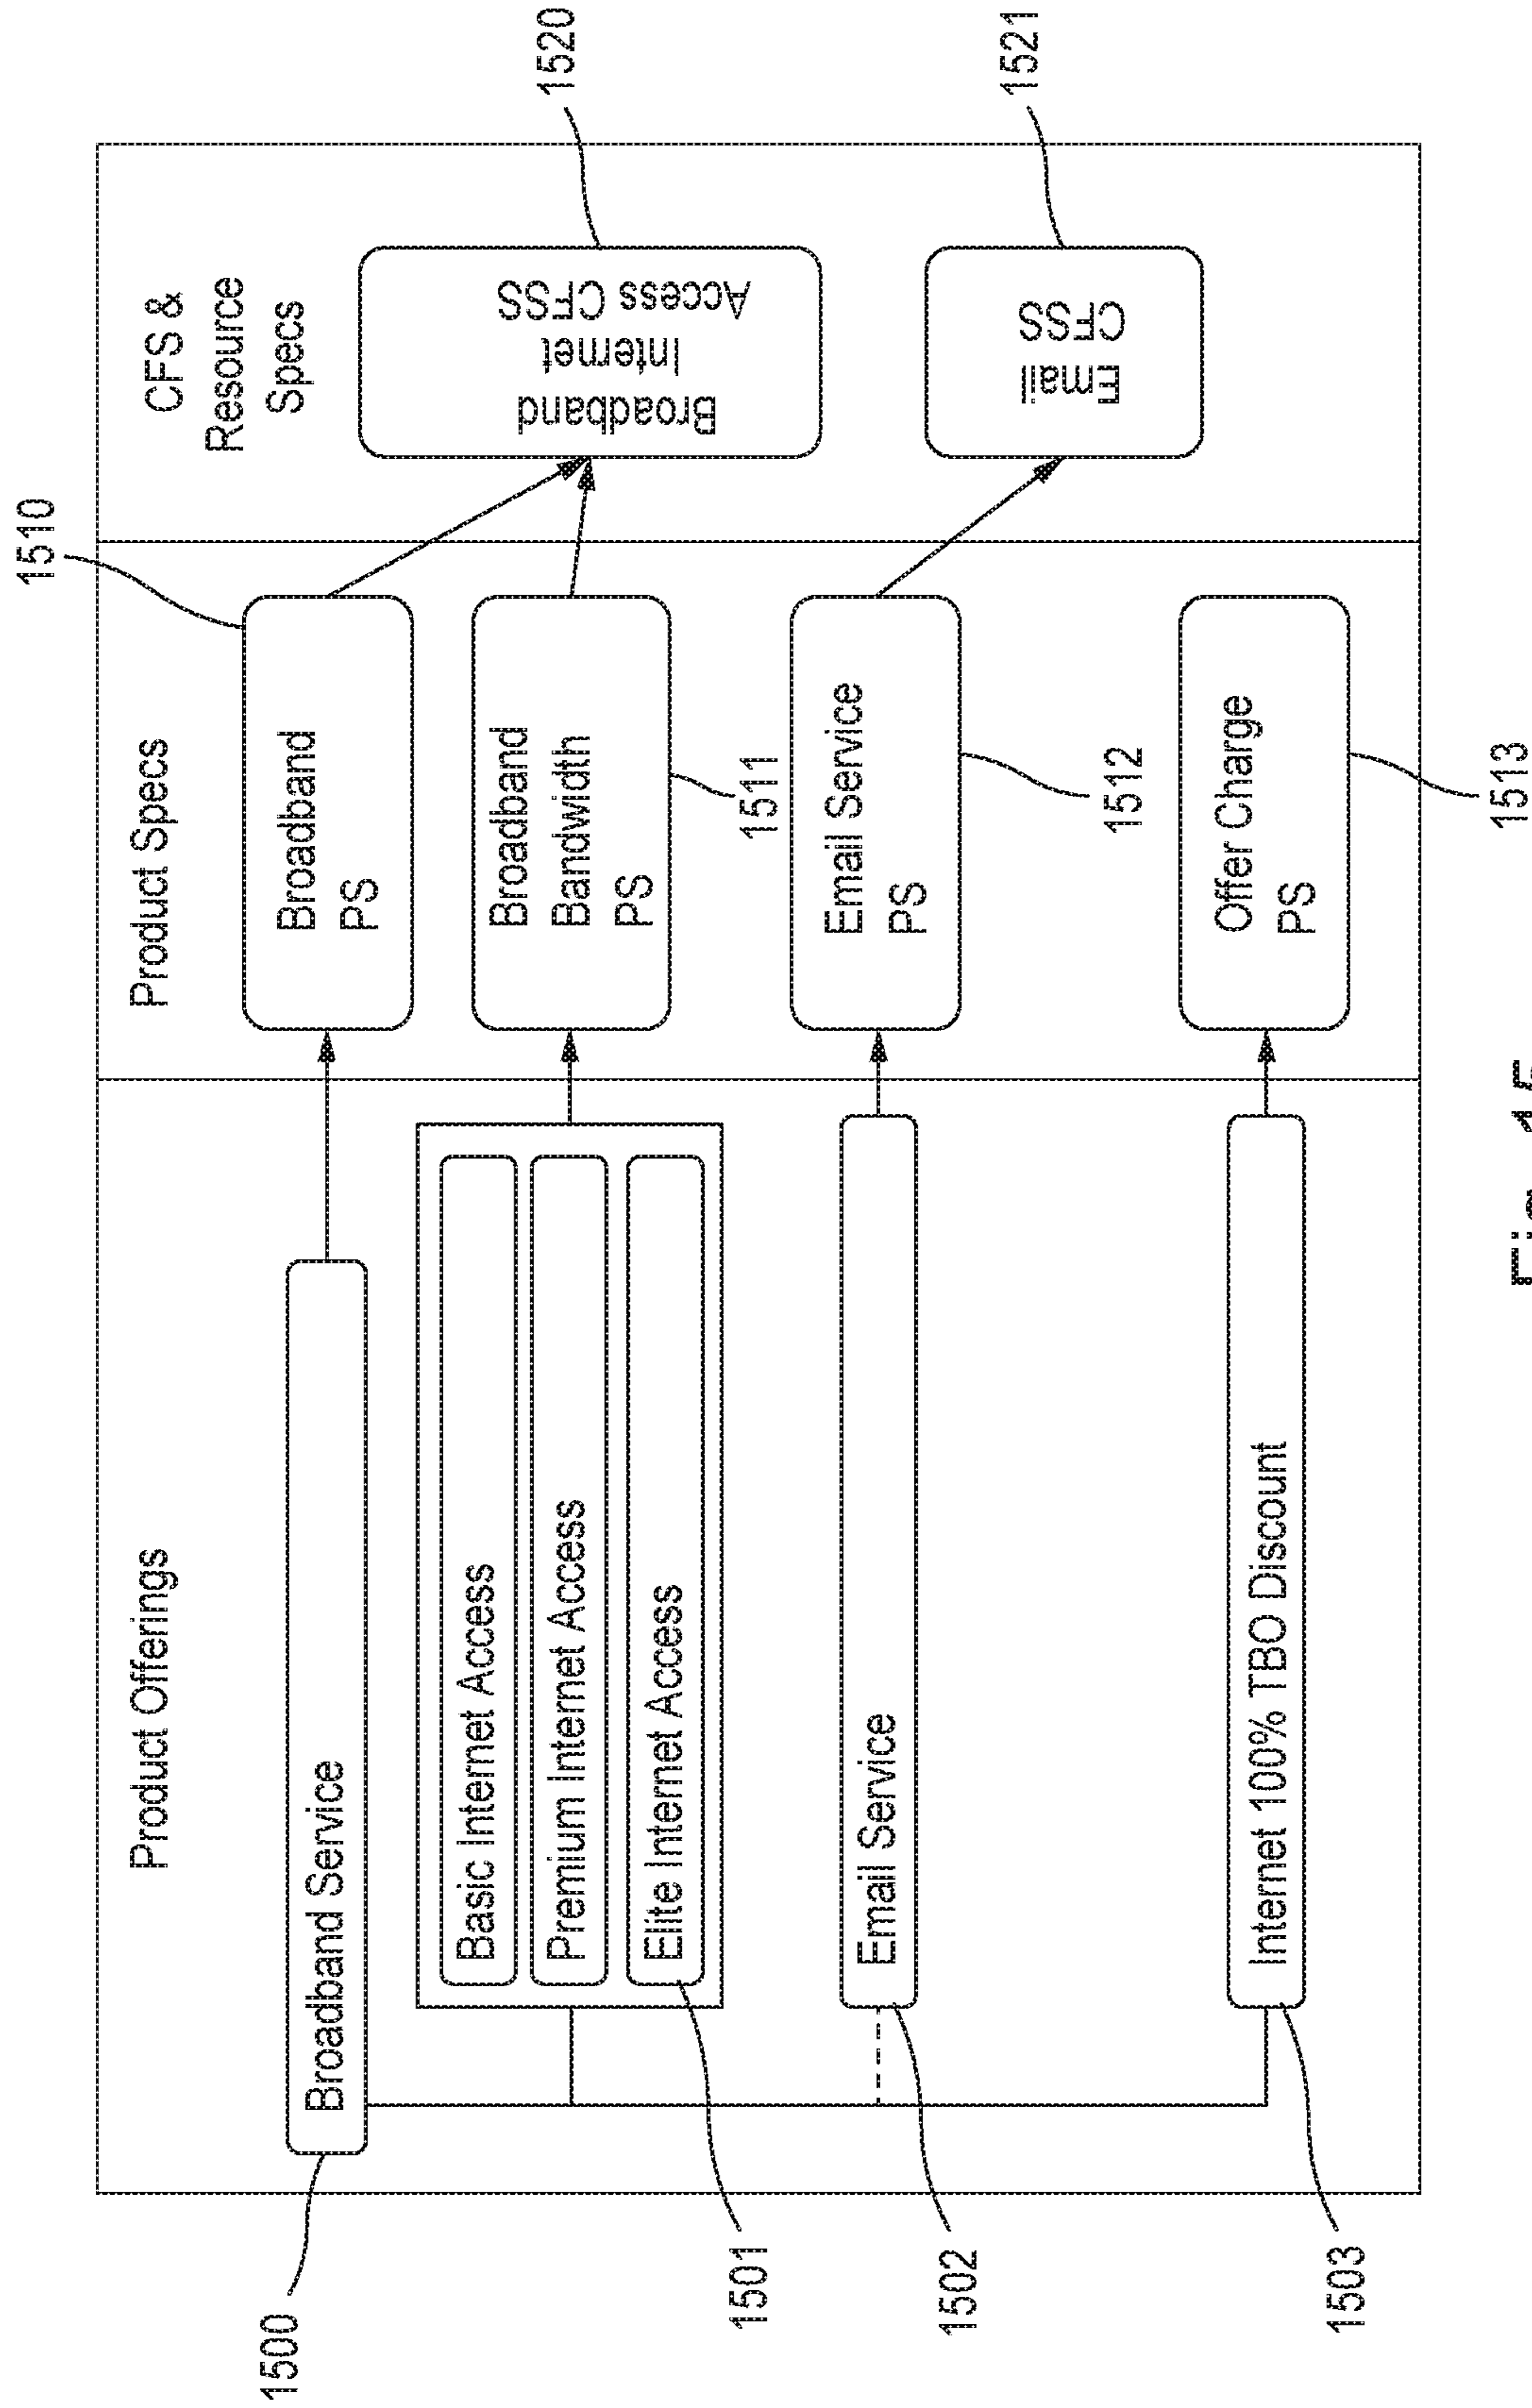 Product Offerings
Product Specs
CFS &
Resource
Specs
1500
Broadband Service
1510
Broadband
PS
Basic Internet Access
Premium Internet Access
Elite Internet Access
1501
Broadband
Bandwidth
PS
1511
Broadband
Internet
Access CFSS
1520
Email Service
1502
Email Service
PS
1512
Email
CFSS
1521
Internet 100% TBO Discount
1503
Offer Charge
PS
1513